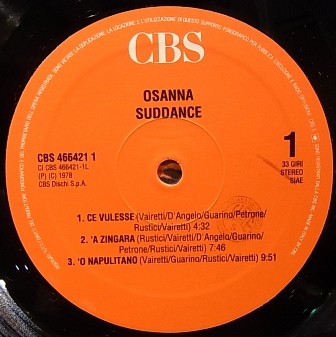 CBS
OSANNA
SUDDANCE
CBS 466421 1
CI CBS 466421-1L
(P) (C) 1978
CBS Dischi S.p.A.
1
33 GIRI
STEREO
SIAE
1. CE VULESSE (Vairetti/D'Angelo/Guarino/Petrone/
Rustici/Vairetti) 4:32
2. 'A ZINGARA (Rustici/Vairetti/D'Angelo/Guarino/
Petrone/Rustici/Vairetti) 7:46
3. 'O NAPULITANO (Vairetti/Guarino/Rustici/Vairetti) 9:51